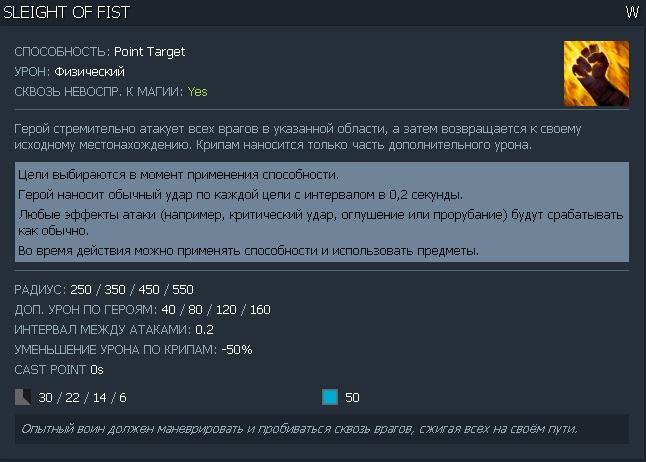 SLEIGHT OF FIST W
СПОСОБНОСТЬ: Point Target
УРОН: Физический
СКВОЗЬ НЕВОСПР. К МАГИИ: Yes
Герой стремительно атакует всех врагов в указанной области, а затем возвращается к своему
исходному местонахождению. Крипам наносится только часть дополнительного урона.
Цели выбираются в момент применения способности.
Герой наносит обычный удар по каждой цели с интервалом в 0,2 секунды.
Любые эффекты атаки (например, критический удар, оглушение или прорубание) будут срабатывать
как обычно.
Во время действия можно применять способности и использовать предметы.
РАДИУС: 250 / 350 / 450 / 550
ДОП. УРОН ПО ГЕРОЯМ: 40 / 80 / 120 / 160
ИНТЕРВАЛ МЕЖДУ АТАКАМИ: 0.2
УМЕНЬШЕНИЕ УРОНА ПО КРИПАМ: -50%
CAST POINT 0s
30 / 22 / 14 / 6 50
Опытный воин должен маневрировать и пробиваться сквозь врагов, сжигая всех на своём пути.